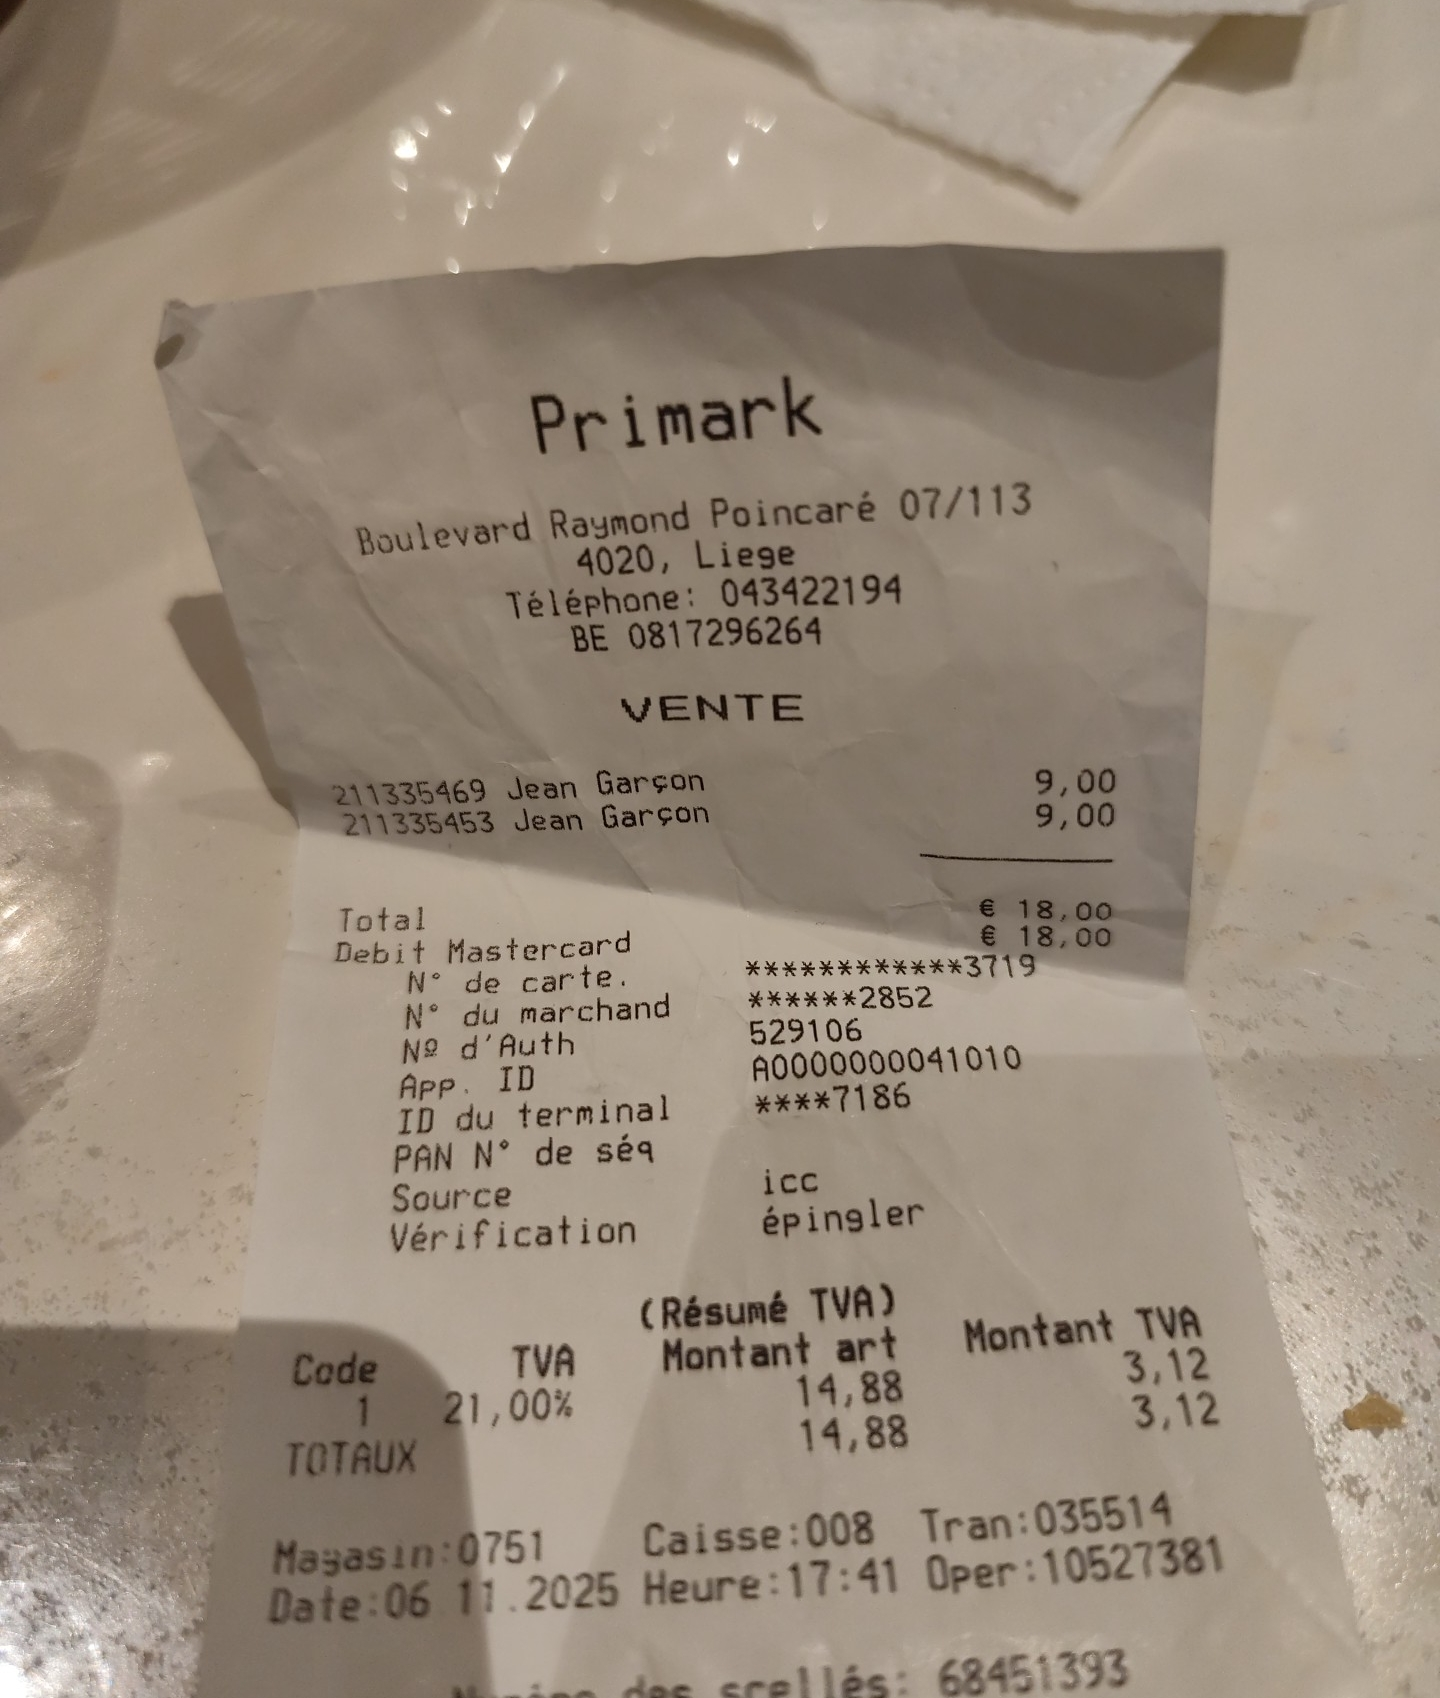 Primark
Boulevard Raymond Poincaré 07/113
4020, Liege
Téléphone: 043422194
BE 0817296264
VENTE
211335469 Jean Garçon 9,00
211335453 Jean Garçon 9,00
Total € 18,00
Debit Mastercard € 18,00
N° de carte. ************3719
N° du marchand ******2852
Nº d'Auth 529106
App. ID A0000000041010
ID du terminal ****7186
PAN N° de séq
Source icc
Vérification épingler
(Résumé TVA)
Code TVA Montant art Montant TVA
1 21,00% 14,88 3,12
TOTAUX 14,88 3,12
Magasin:0751 Caisse:008 Tran:035514
Date:06 11.2025 Heure:17:41 Oper:10527381
des scellés: 68451393